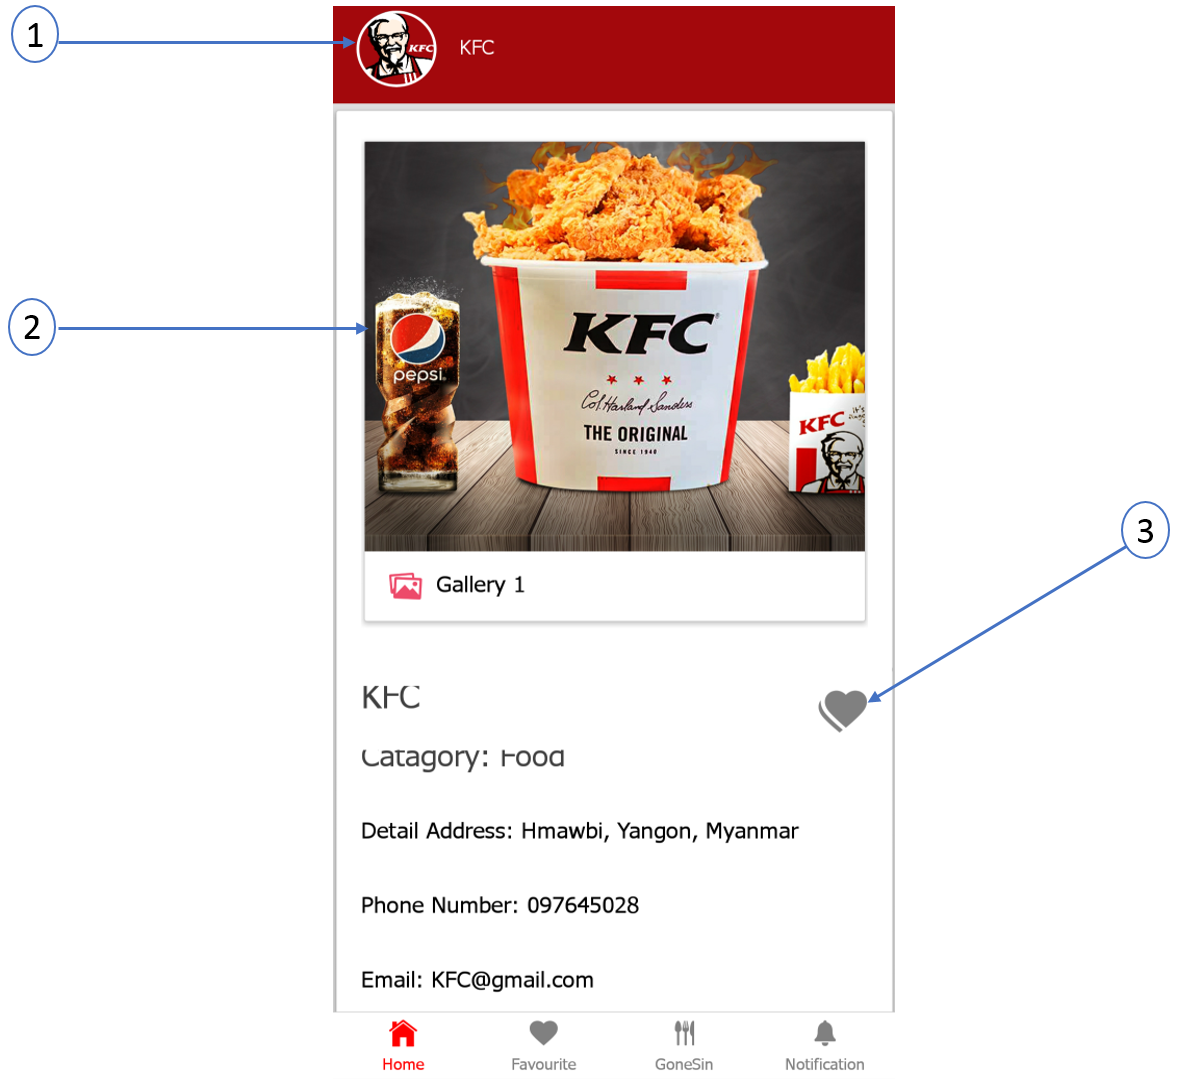 1
KFC
KFC
2
pepsi
KFC
Col. Harland Sanders
THE ORIGINAL
SINCE 1940
KFC
it's
3
Gallery 1
KFC
Catagory: Food
Detail Address: Hmawbi, Yangon, Myanmar
Phone Number: 097645028
Email: KFC@gmail.com
Home
Favourite
GoneSin
Notification